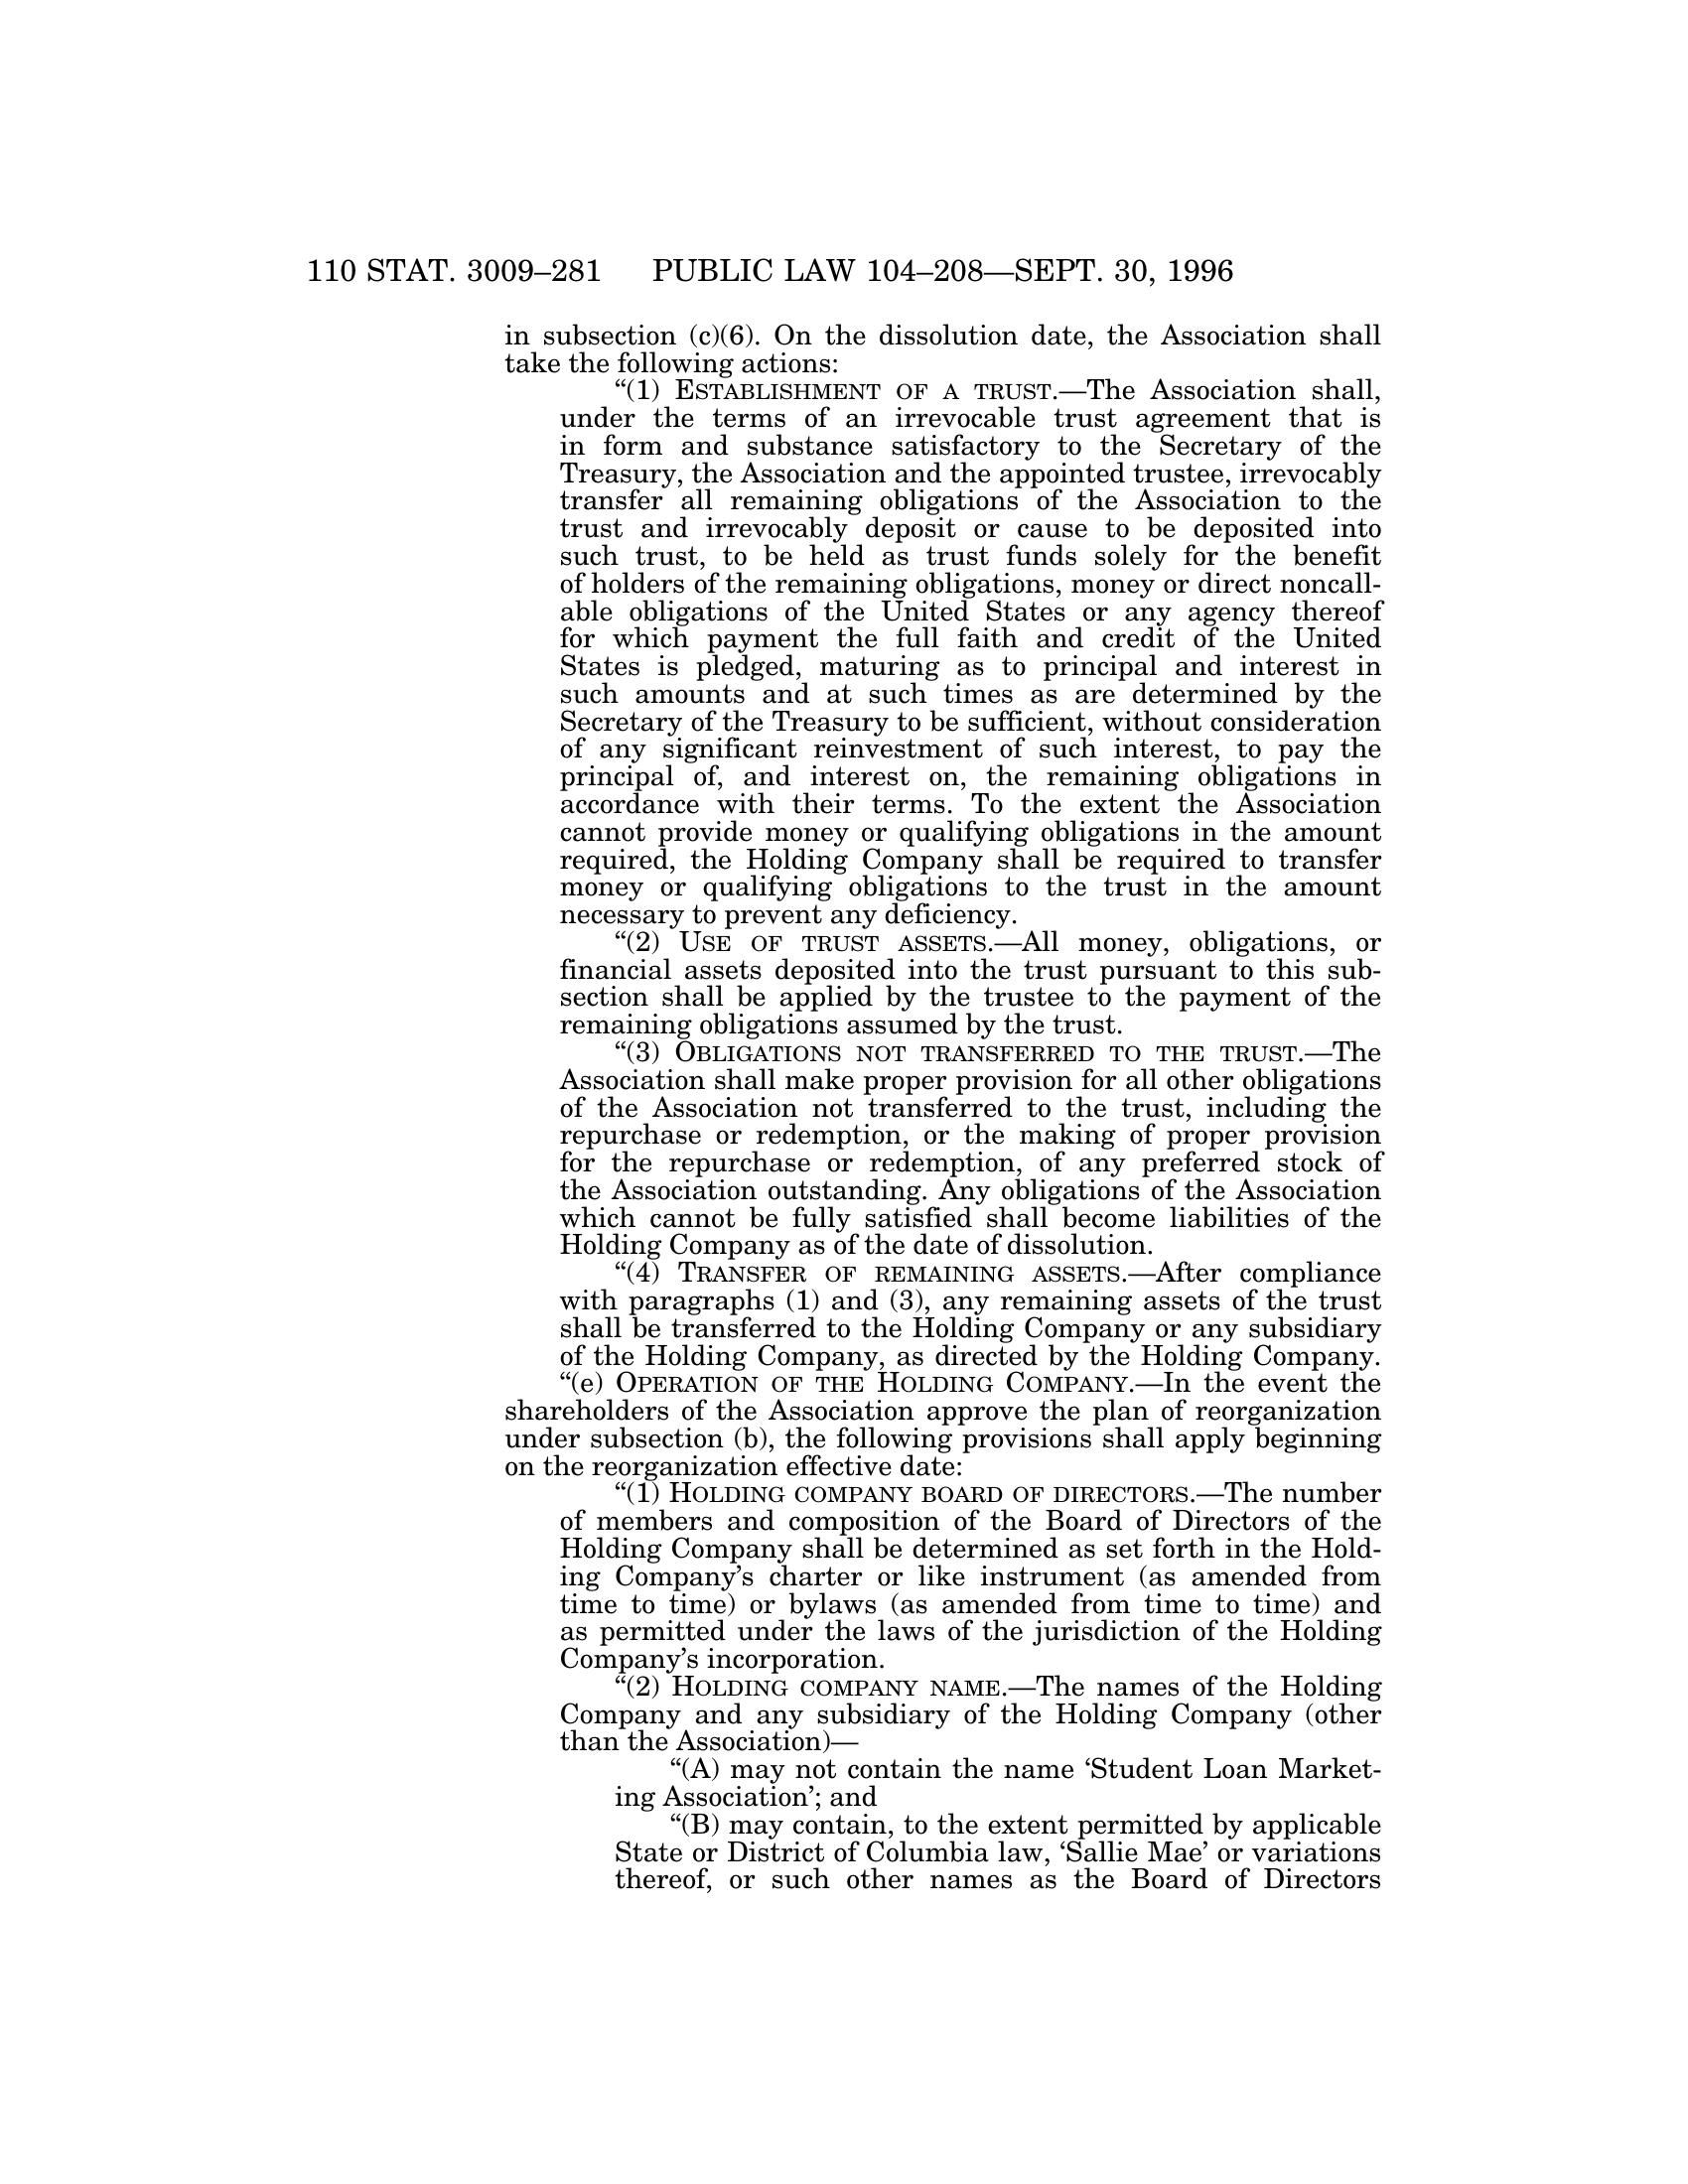 110 STAT. 3009–281 PUBLIC LAW 104–208—SEPT. 30, 1996
in subsection (c)(6). On the dissolution date, the Association shall
take the following actions:
“(1) ESTABLISHMENT OF A TRUST.—The Association shall,
under the terms of an irrevocable trust agreement that is
in form and substance satisfactory to the Secretary of the
Treasury, the Association and the appointed trustee, irrevocably
transfer all remaining obligations of the Association to the
trust and irrevocably deposit or cause to be deposited into
such trust, to be held as trust funds solely for the benefit
of holders of the remaining obligations, money or direct noncall-
able obligations of the United States or any agency thereof
for which payment the full faith and credit of the United
States is pledged, maturing as to principal and interest in
such amounts and at such times as are determined by the
Secretary of the Treasury to be sufficient, without consideration
of any significant reinvestment of such interest, to pay the
principal of, and interest on, the remaining obligations in
accordance with their terms. To the extent the Association
cannot provide money or qualifying obligations in the amount
required, the Holding Company shall be required to transfer
money or qualifying obligations to the trust in the amount
necessary to prevent any deficiency.
“(2) USE OF TRUST ASSETS.—All money, obligations, or
financial assets deposited into the trust pursuant to this sub-
section shall be applied by the trustee to the payment of the
remaining obligations assumed by the trust.
“(3) OBLIGATIONS NOT TRANSFERRED TO THE TRUST.—The
Association shall make proper provision for all other obligations
of the Association not transferred to the trust, including the
repurchase or redemption, or the making of proper provision
for the repurchase or redemption, of any preferred stock of
the Association outstanding. Any obligations of the Association
which cannot be fully satisfied shall become liabilities of the
Holding Company as of the date of dissolution.
“(4) TRANSFER OF REMAINING ASSETS.—After compliance
with paragraphs (1) and (3), any remaining assets of the trust
shall be transferred to the Holding Company or any subsidiary
of the Holding Company, as directed by the Holding Company.
“(e) OPERATION OF THE HOLDING COMPANY.—In the event the
shareholders of the Association approve the plan of reorganization
under subsection (b), the following provisions shall apply beginning
on the reorganization effective date:
“(1) HOLDING COMPANY BOARD OF DIRECTORS.—The number
of members and composition of the Board of Directors of the
Holding Company shall be determined as set forth in the Hold-
ing Company’s charter or like instrument (as amended from
time to time) or bylaws (as amended from time to time) and
as permitted under the laws of the jurisdiction of the Holding
Company’s incorporation.
“(2) HOLDING COMPANY NAME.—The names of the Holding
Company and any subsidiary of the Holding Company (other
than the Association)—
“(A) may not contain the name ‘Student Loan Market-
ing Association’; and
“(B) may contain, to the extent permitted by applicable
State or District of Columbia law, ‘Sallie Mae’ or variations
thereof, or such other names as the Board of Directors